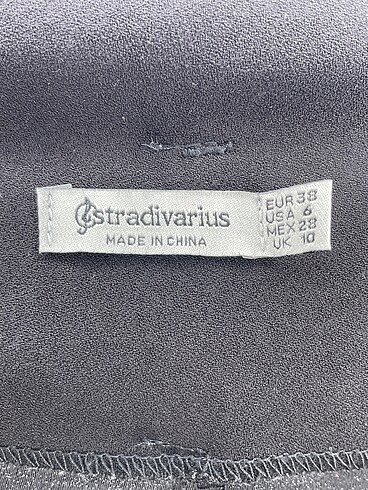 stradivarius
MADE IN CHINA
EUR 38
USA 6
MEX 28
UK 10